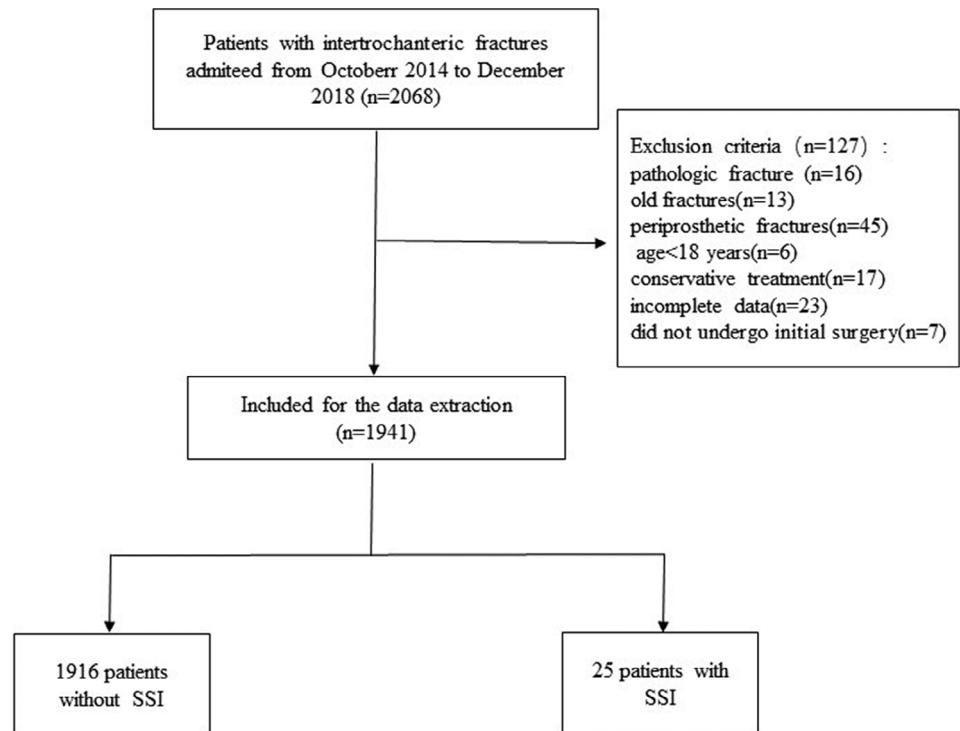 Patients with intertrochanteric fractures
admiteed from Octoberr 2014 to December
2018 (n=2068)
Exclusion criteria（n=127) :
pathologic fracture (n=16)
old fractures(n=13)
periprosthetic fractures(n=45)
age<18 years(n=6)
conservative treatment(n=17)
incomplete data(n=23)
did not undergo initial surgery(n=7)
Included for the data extraction
(n=1941)
1916 patients
without SSI
25 patients with
SSI